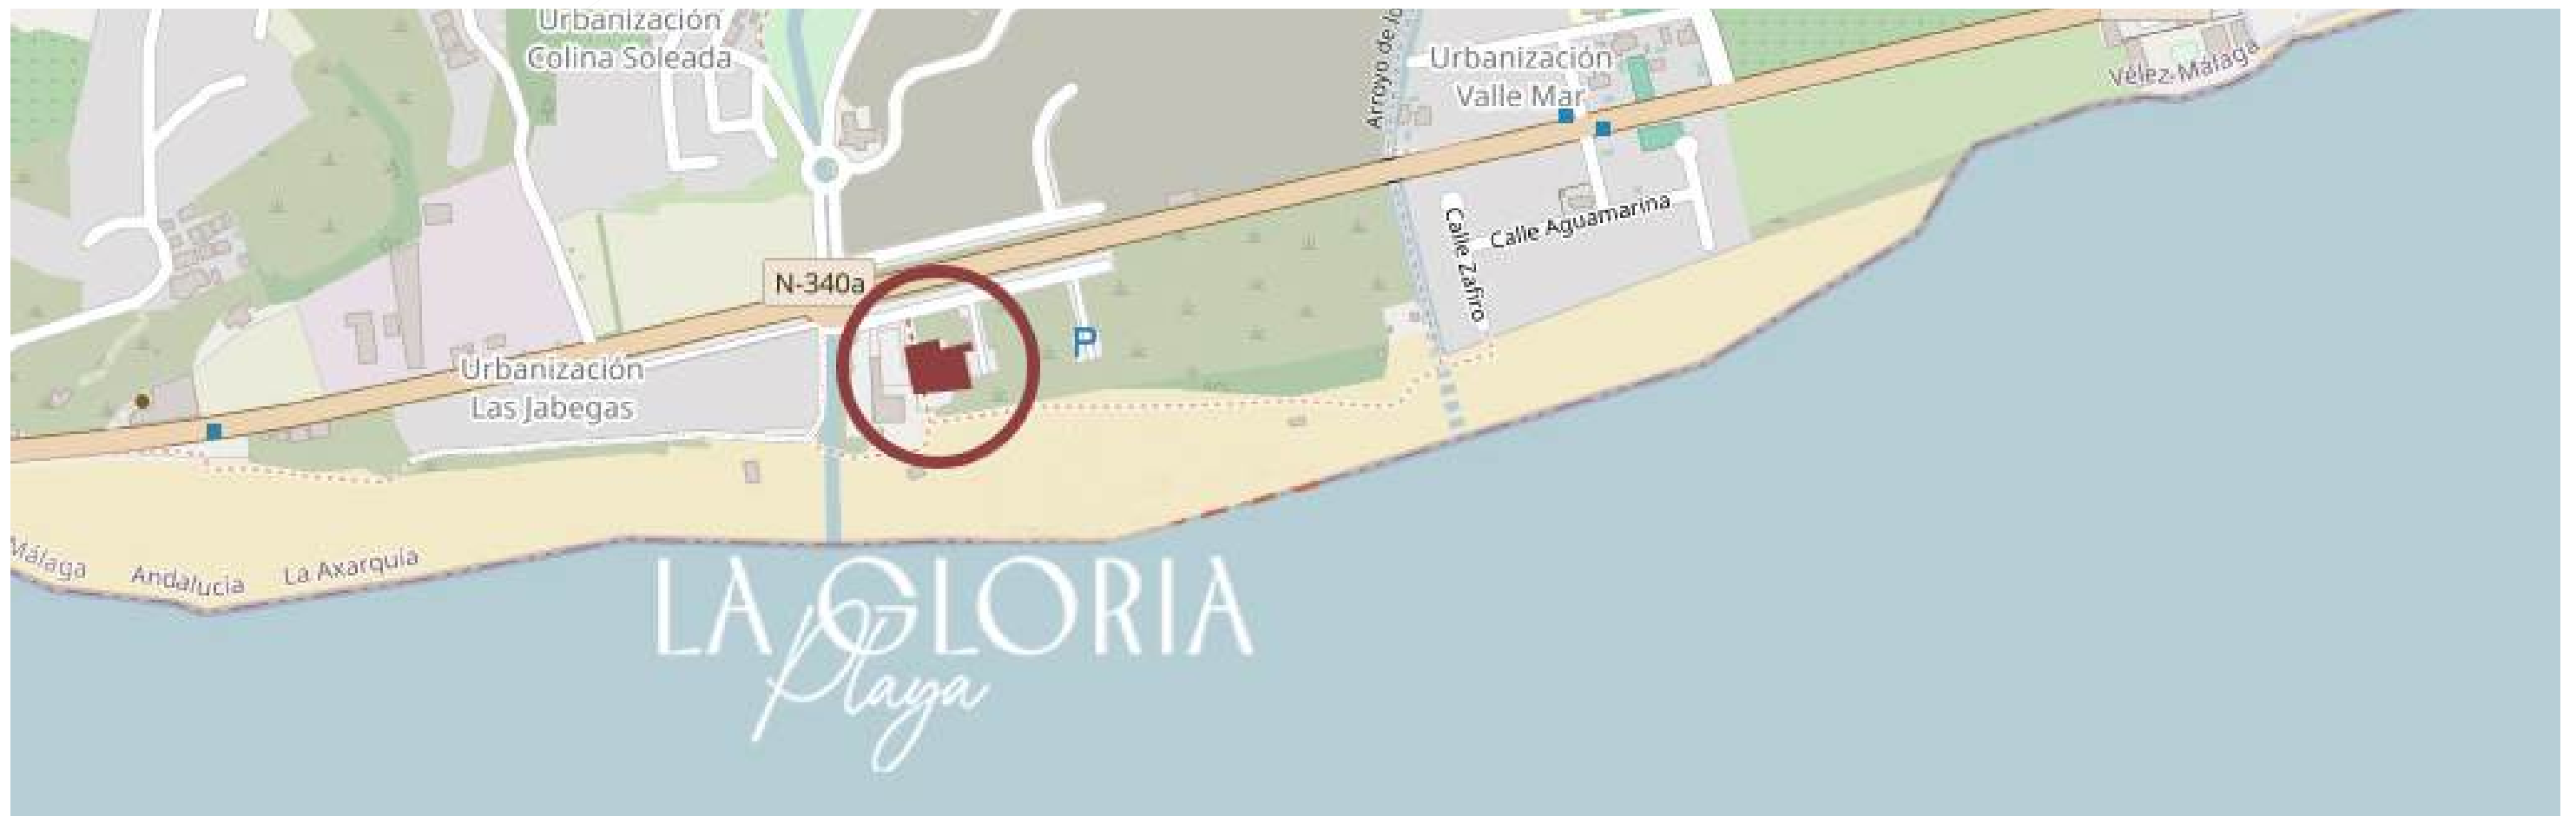 Urbanización
Colina Soleada
Arroyo de lo
Urbanización
Valle Mar
Vélez-Málaga
Calle Aguamarina
Calle Zafiro
N-340a
P
Urbanización
Las Jabegas
Málaga
Andalucía
La Axarquía
LA GLORIA
Playa